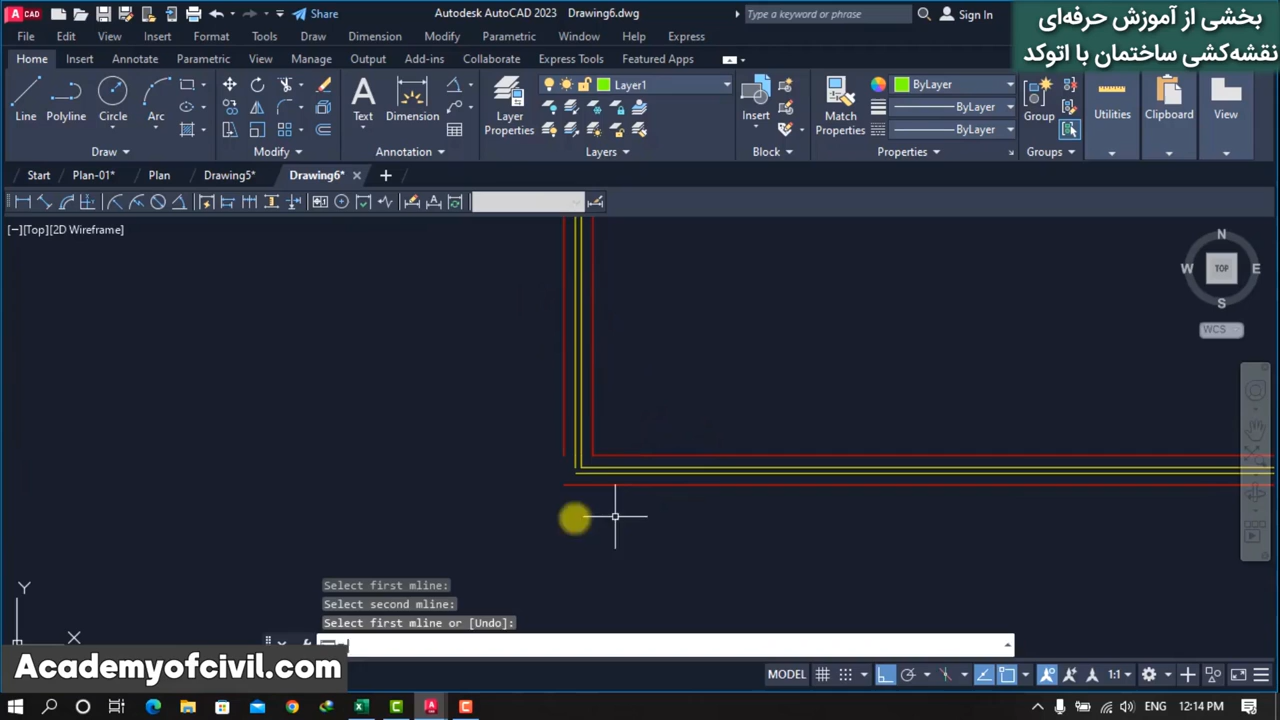 Share
Autodesk AutoCAD 2023 Drawing6.dwg
Type a keyword or phrase
Sign In
بخشی از آموزش حرفه‌ای
نقشه‌کشی ساختمان با اتوکد
File Edit View Insert Format Tools Draw Dimension Modify Parametric Window Help Express
Home Insert Annotate Parametric View Manage Output Add-ins Collaborate Express Tools Featured Apps
Layer1
ByLayer
ByLayer
ByLayer
Line Polyline Circle Arc
Text Dimension
Layer Properties
Insert
Match Properties
Group
Utilities
Clipboard
View
Draw Modify Annotation Layers Block Properties Groups
Start Plan-01* Plan Drawing5* Drawing6*
[−][Top][2D Wireframe]
N
W TOP E
S
WCS
Select first mline:
Select second mline:
Select first mline or [Undo]:
Y
X
Academyofcivil.com
MODEL
1:1
ENG
12:14 PM